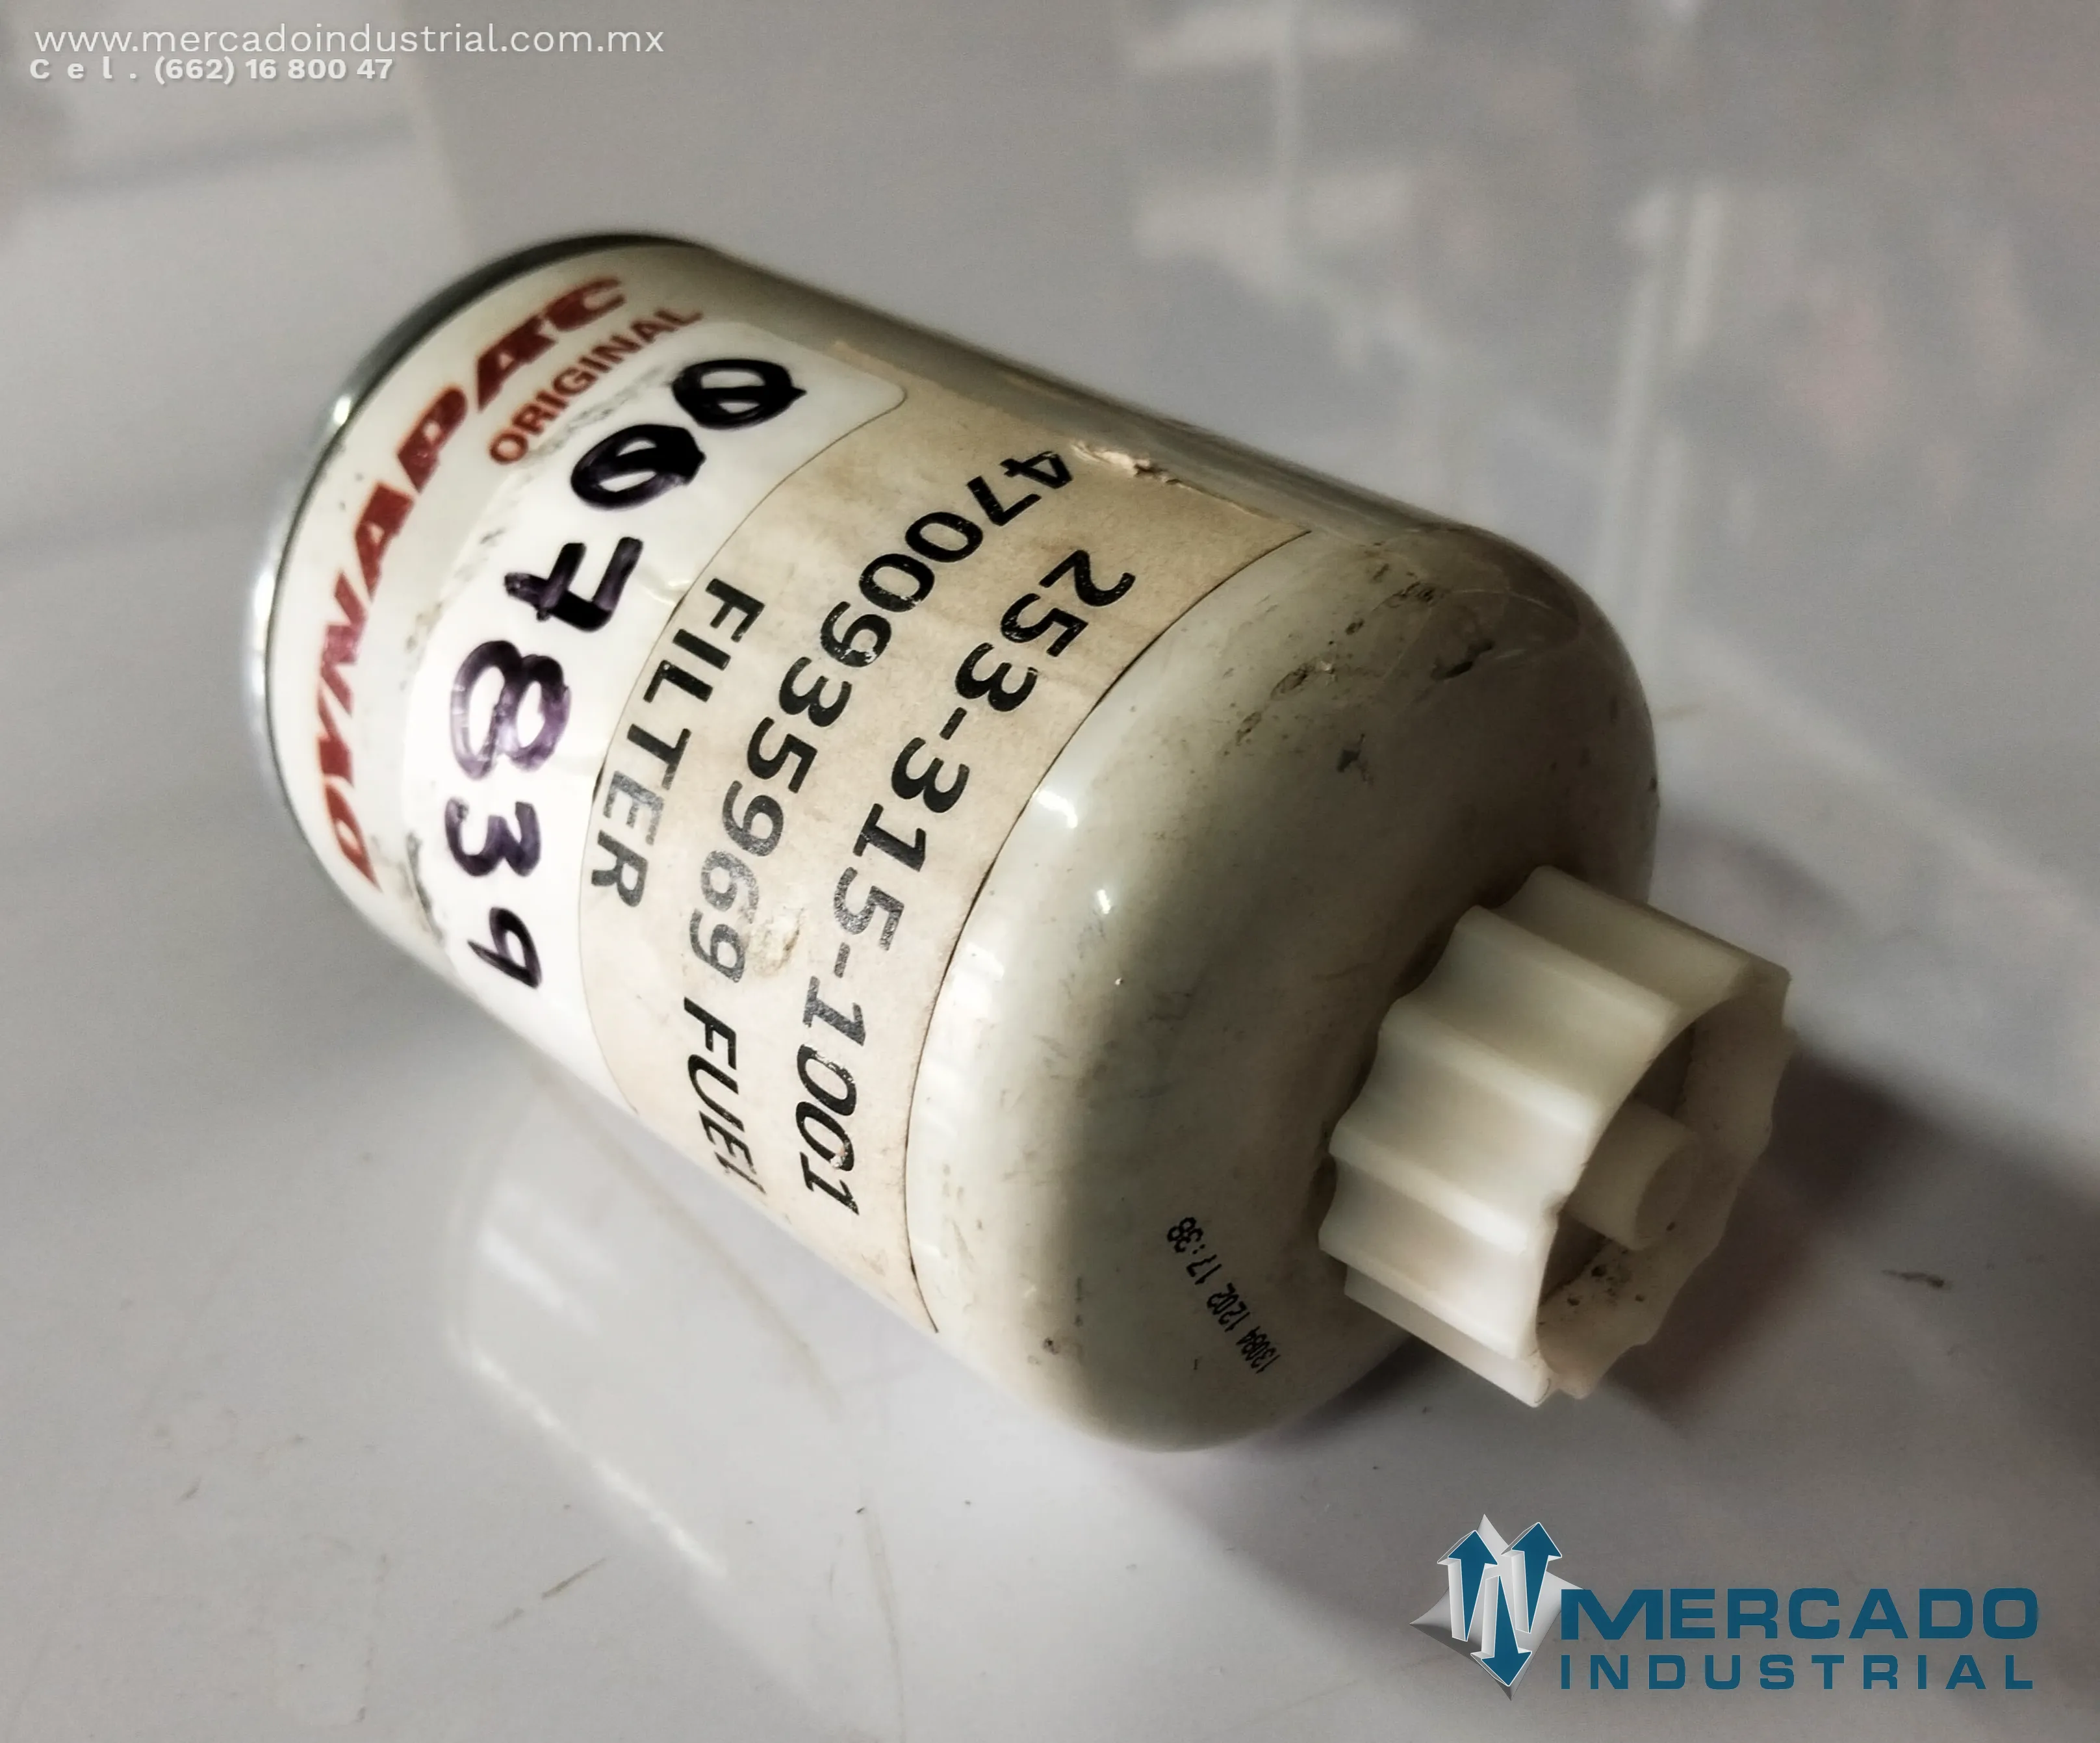 www.mercadoindustrial.com.mx
Cel. (662) 16 800 47
DYNAPAC
ORIGINAL
007839
253-315-1001
4700935969 FUEL
FILTER
13084 1202 17:38
MERCADO
INDUSTRIAL